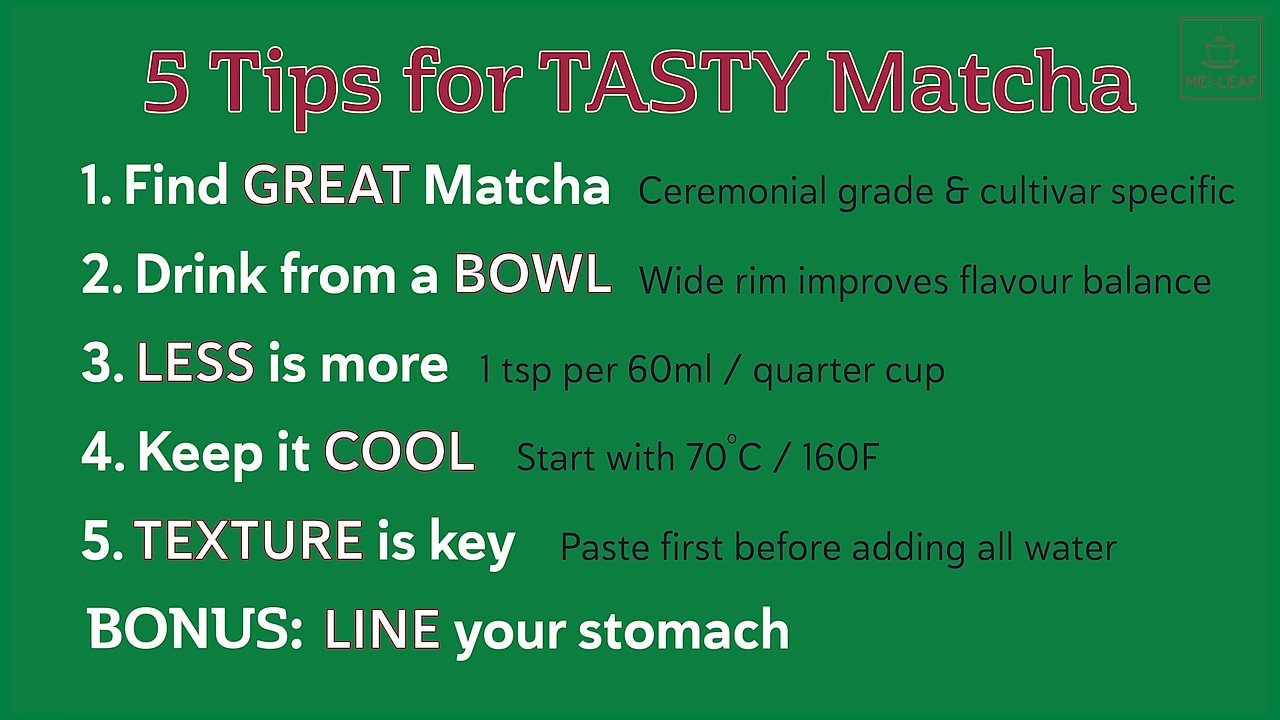 5 Tips for TASTY Matcha
MEI LEAF
1. Find GREAT Matcha Ceremonial grade & cultivar specific
2. Drink from a BOWL Wide rim improves flavour balance
3. LESS is more 1 tsp per 60ml / quarter cup
4. Keep it COOL Start with 70°C / 160F
5. TEXTURE is key Paste first before adding all water
BONUS: LINE your stomach